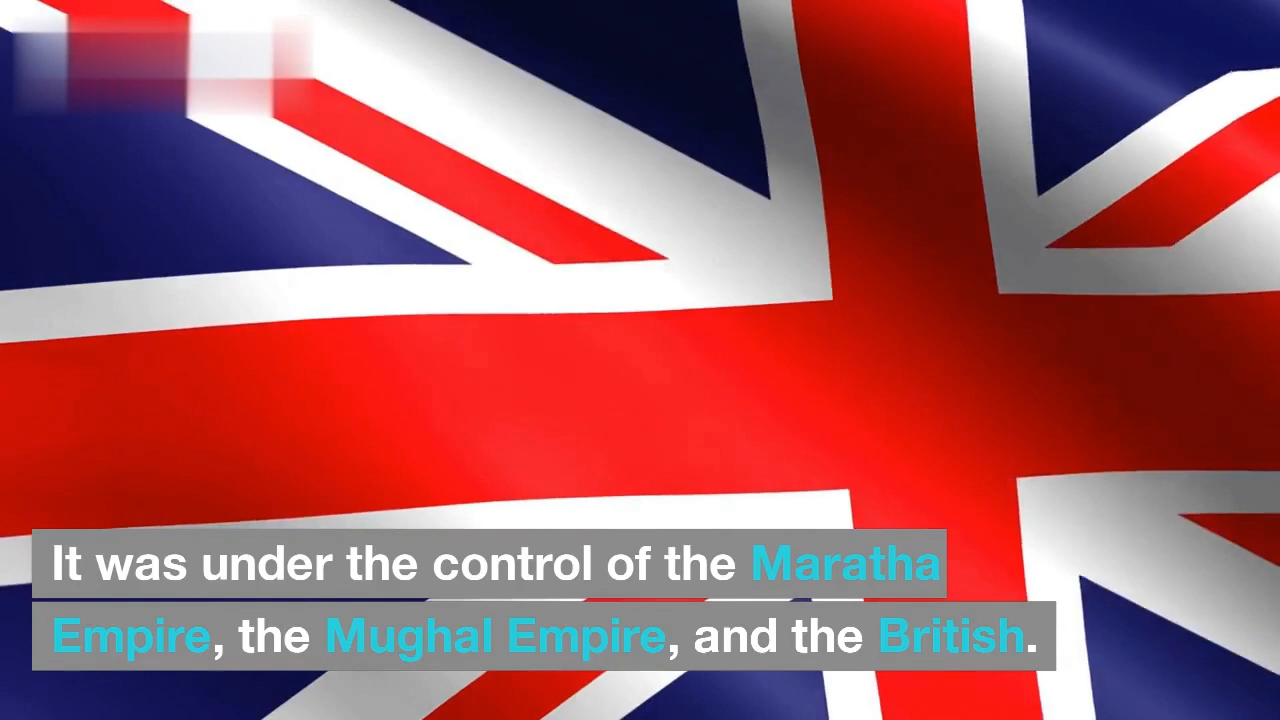 It was under the control of the Maratha
Empire, the Mughal Empire, and the British.